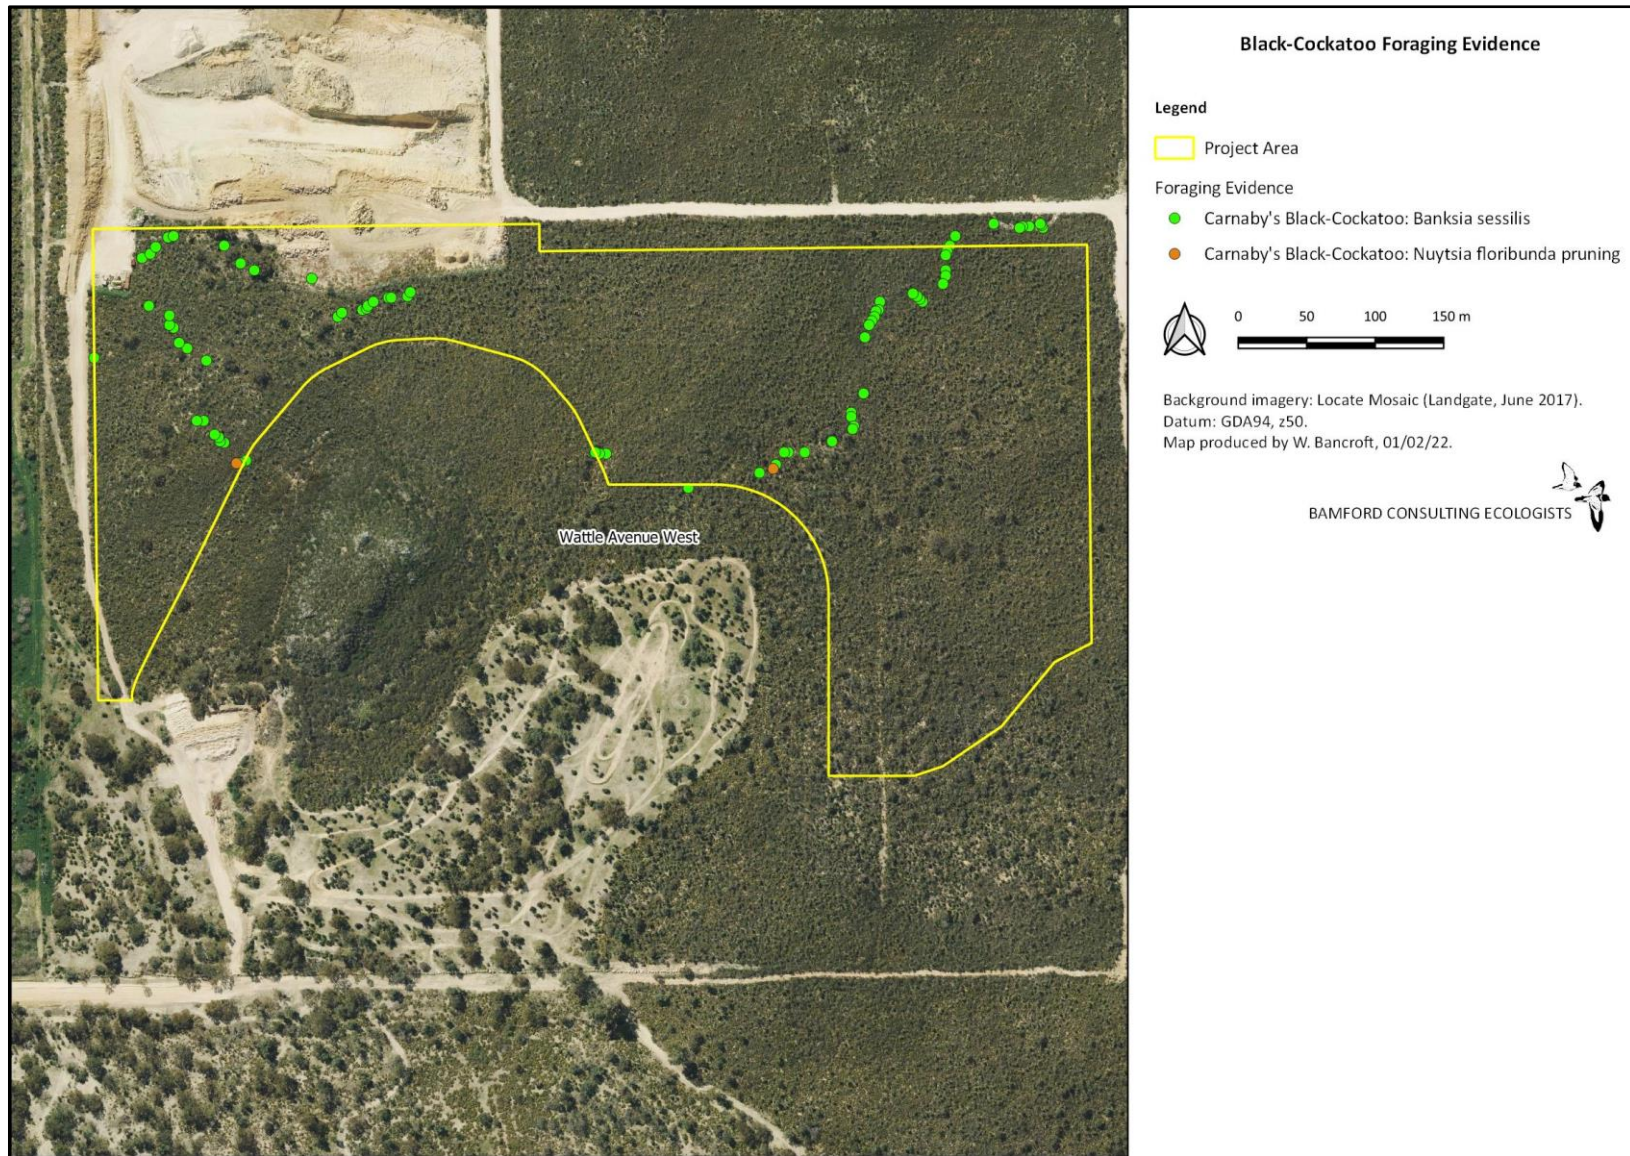 Black-Cockatoo Foraging Evidence
Legend
Project Area
Foraging Evidence
Carnaby's Black-Cockatoo: Banksia sessilis
Carnaby's Black-Cockatoo: Nuytsia floribunda pruning
0 50 100 150 m
Background imagery: Locate Mosaic (Landgate, June 2017).
Datum: GDA94, z50.
Map produced by W. Bancroft, 01/02/22.
BAMFORD CONSULTING ECOLOGISTS
Wattle Avenue West